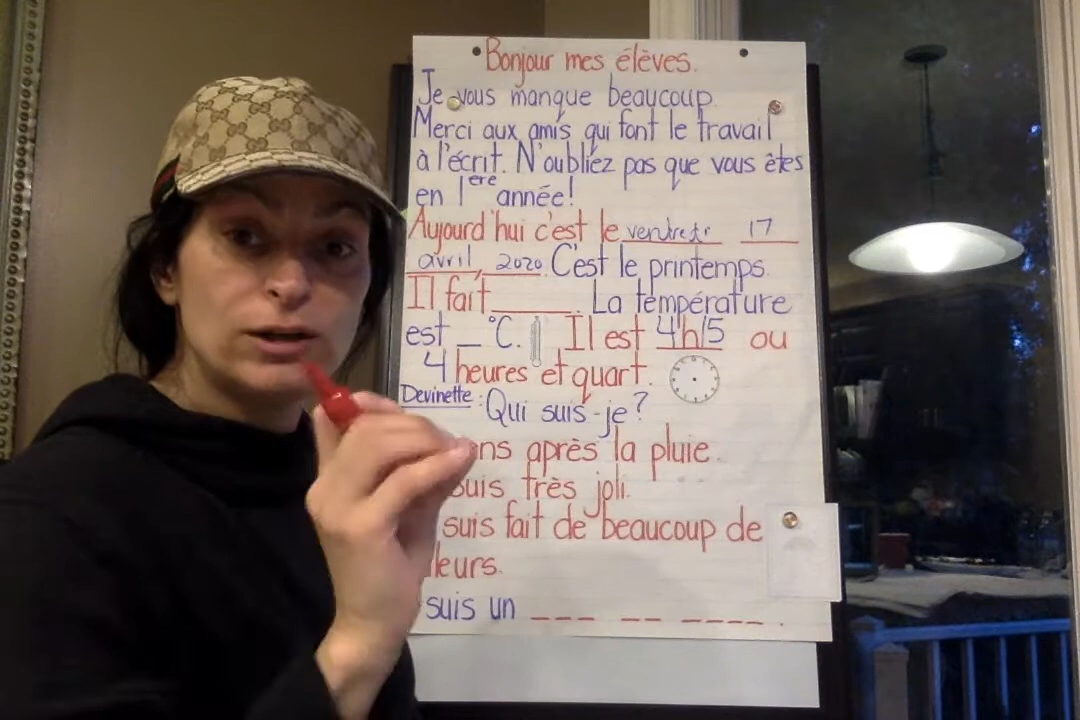 Bonjour mes élèves.
Je vous manque beaucoup.
Merci aux amis qui font le travail
à l'écrit. N'oubliez pas que vous êtes
en 1ère année!
Aujourd'hui c'est le vendredi 17
avril, 2020. C'est le printemps.
Il fait ______. La température
est _ °C. Il est 4h15 ou
4 heures et quart.
Devinette: Qui suis-je?
après la pluie.
suis très joli.
suis fait de beaucoup de
suis un ___ __ ____.